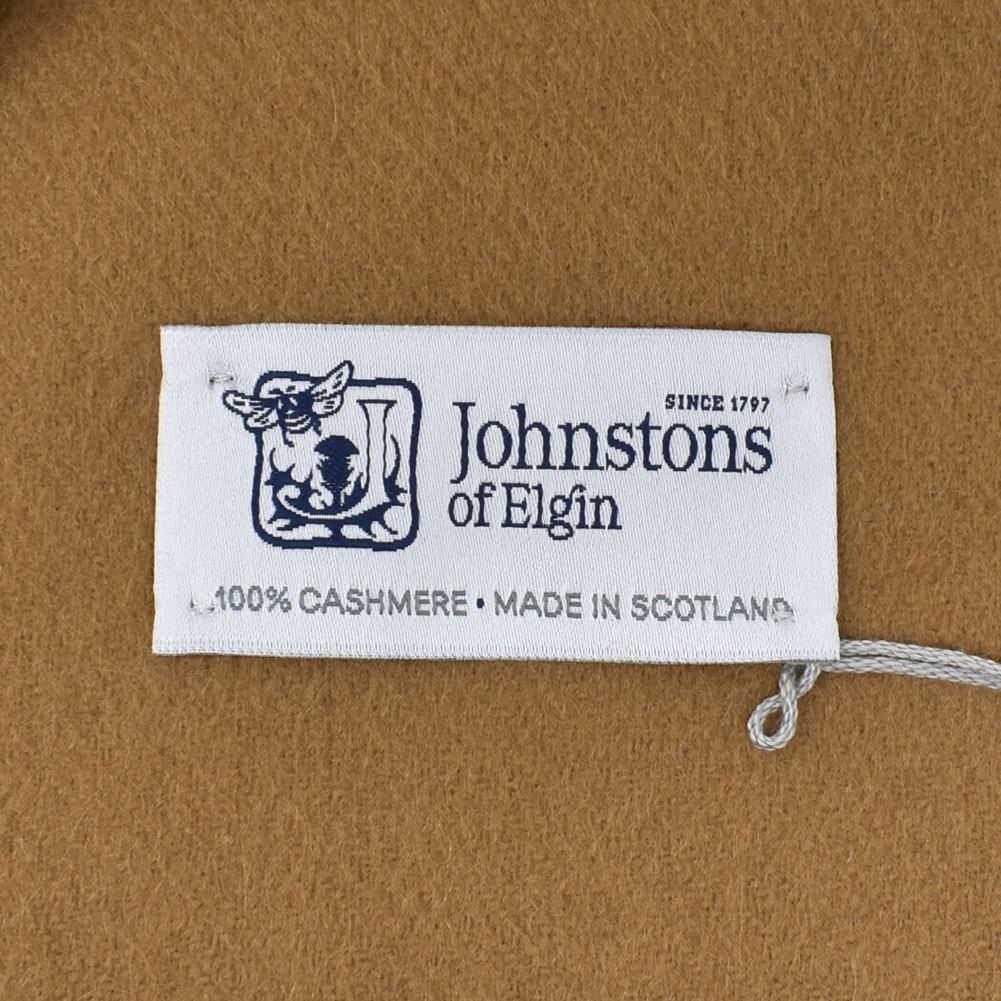 SINCE 1797
Johnstons
of Elgin
100% CASHMERE • MADE IN SCOTLAND